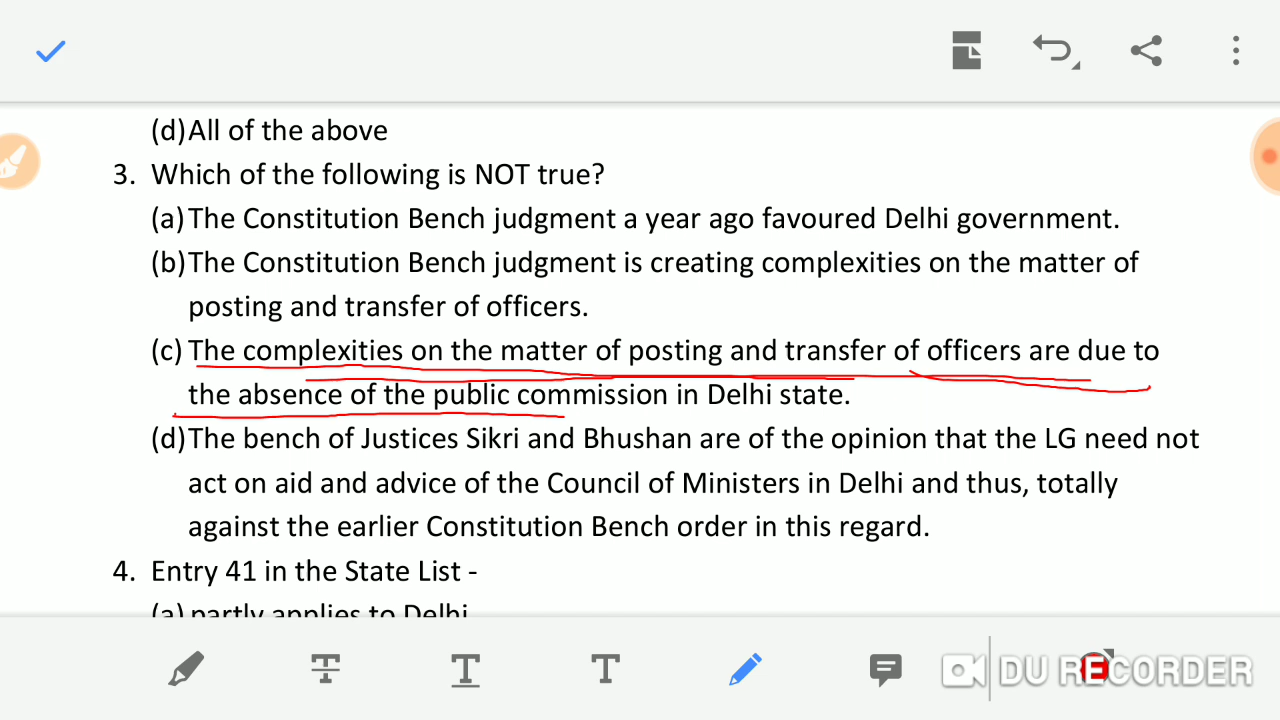 (d) All of the above
3. Which of the following is NOT true?
(a) The Constitution Bench judgment a year ago favoured Delhi government.
(b) The Constitution Bench judgment is creating complexities on the matter of
posting and transfer of officers.
(c) The complexities on the matter of posting and transfer of officers are due to
the absence of the public commission in Delhi state.
(d) The bench of Justices Sikri and Bhushan are of the opinion that the LG need not
act on aid and advice of the Council of Ministers in Delhi and thus, totally
against the earlier Constitution Bench order in this regard.
4. Entry 41 in the State List -
(a) partly applies to Delhi
T T T
DU RECORDER